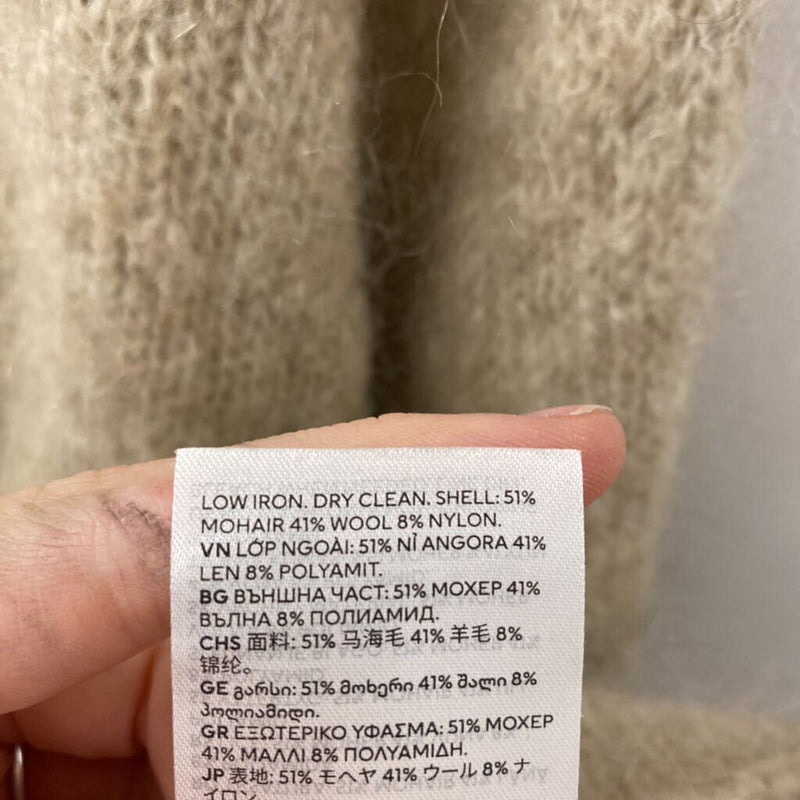 LOW IRON. DRY CLEAN. SHELL: 51%
MOHAIR 41% WOOL 8% NYLON.
VN LỚP NGOÀI: 51% NỈ ANGORA 41%
LEN 8% POLYAMIT.
BG ВЪНШНА ЧАСТ: 51% МОХЕР 41%
ВЪЛНА 8% ПОЛИАМИД.
CHS 面料: 51% 马海毛 41% 羊毛 8%
锦纶。
GE გარსი: 51% მოხერი 41% შალი 8%
პოლიამიდი.
GR ΕΞΩΤΕΡΙΚΟ ΥΦΑΣΜΑ: 51% ΜΟΧΕΡ
41% ΜΑΛΛΙ 8% ΠΟΛΥΑΜΙΔΗ.
JP 表地: 51% モヘヤ 41% ウール 8% ナ
イロン